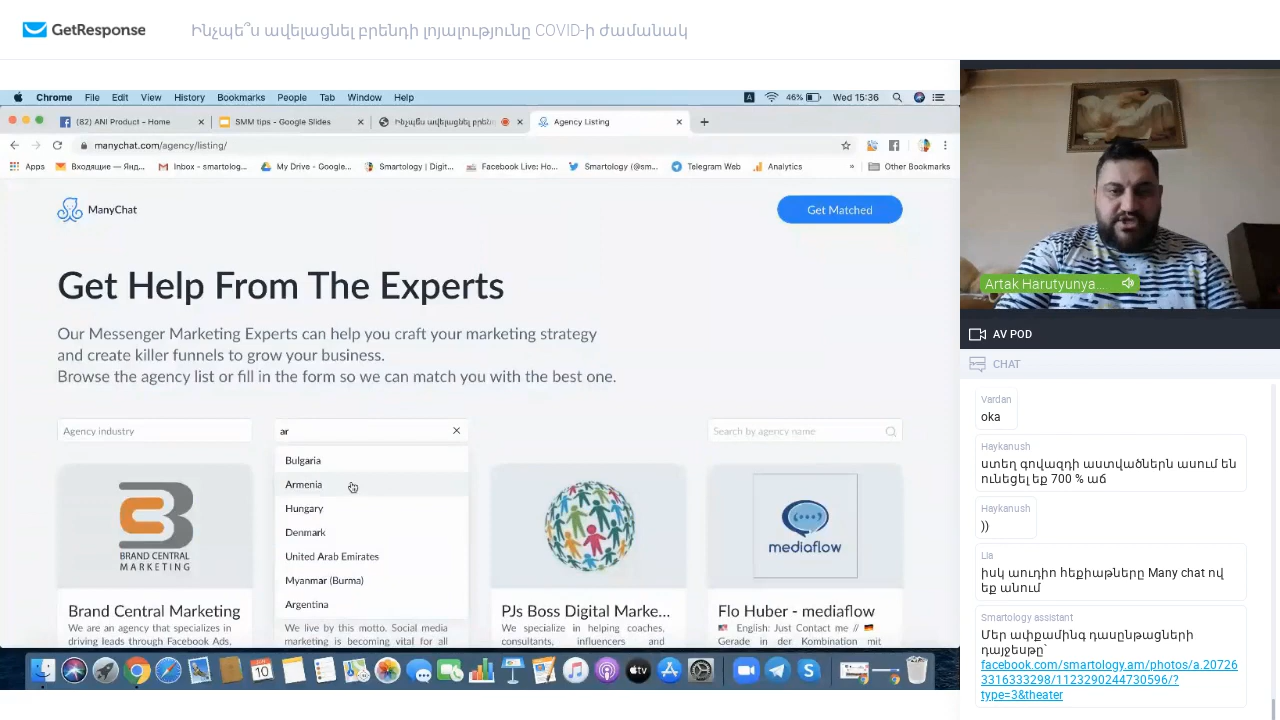 GetResponse
Ինչպե՞ս ավելացնել բրենդի լոյալությունը COVID-ի ժամանակ
Chrome File Edit View History Bookmarks People Tab Window Help
46% Wed 15:36
(82) ANI Product - Home
SMM tips - Google Slides
Agency Listing
manychat.com/agency/listing/
Apps
Входящие — Янд...
Inbox - smartolog...
My Drive - Google...
Smartology | Digit...
Facebook Live: Ho...
Smartology (@sm...
Telegram Web
Analytics
»
Other Bookmarks
ManyChat
Get Matched
Get Help From The Experts
Our Messenger Marketing Experts can help you craft your marketing strategy
and create killer funnels to grow your business.
Browse the agency list or fill in the form so we can match you with the best one.
Agency industry
ar
Search by agency name
Bulgaria
Armenia
Hungary
Denmark
United Arab Emirates
Myanmar (Burma)
Argentina
BRAND CENTRAL
MARKETING
mediaflow
Brand Central Marketing
We are an agency that specializes in
driving leads through Facebook Ads,
We live by this motto. Social media
marketing is becoming vital for all
PJs Boss Digital Marke...
We specialize in helping coaches,
consultants, influencers and
Flo Huber - mediaflow
English: Just Contact me //
Gerade in der Kombination mit
Artak Harutyunya...
AV POD
CHAT
Vardan
oka
Haykanush
ստեղ գովազդի աստվածներն ասում են
ունեցել եք 700 % աճ
Haykanush
))
Lia
իսկ աուդիո հեքիաթները Many chat ով
եք անում
Smartology assistant
Մեր ափքամինգ դասընթացների
դայջեսթը՝
facebook.com/smartology.am/photos/a.20726
3316333298/1123290244730596/?
type=3&theater